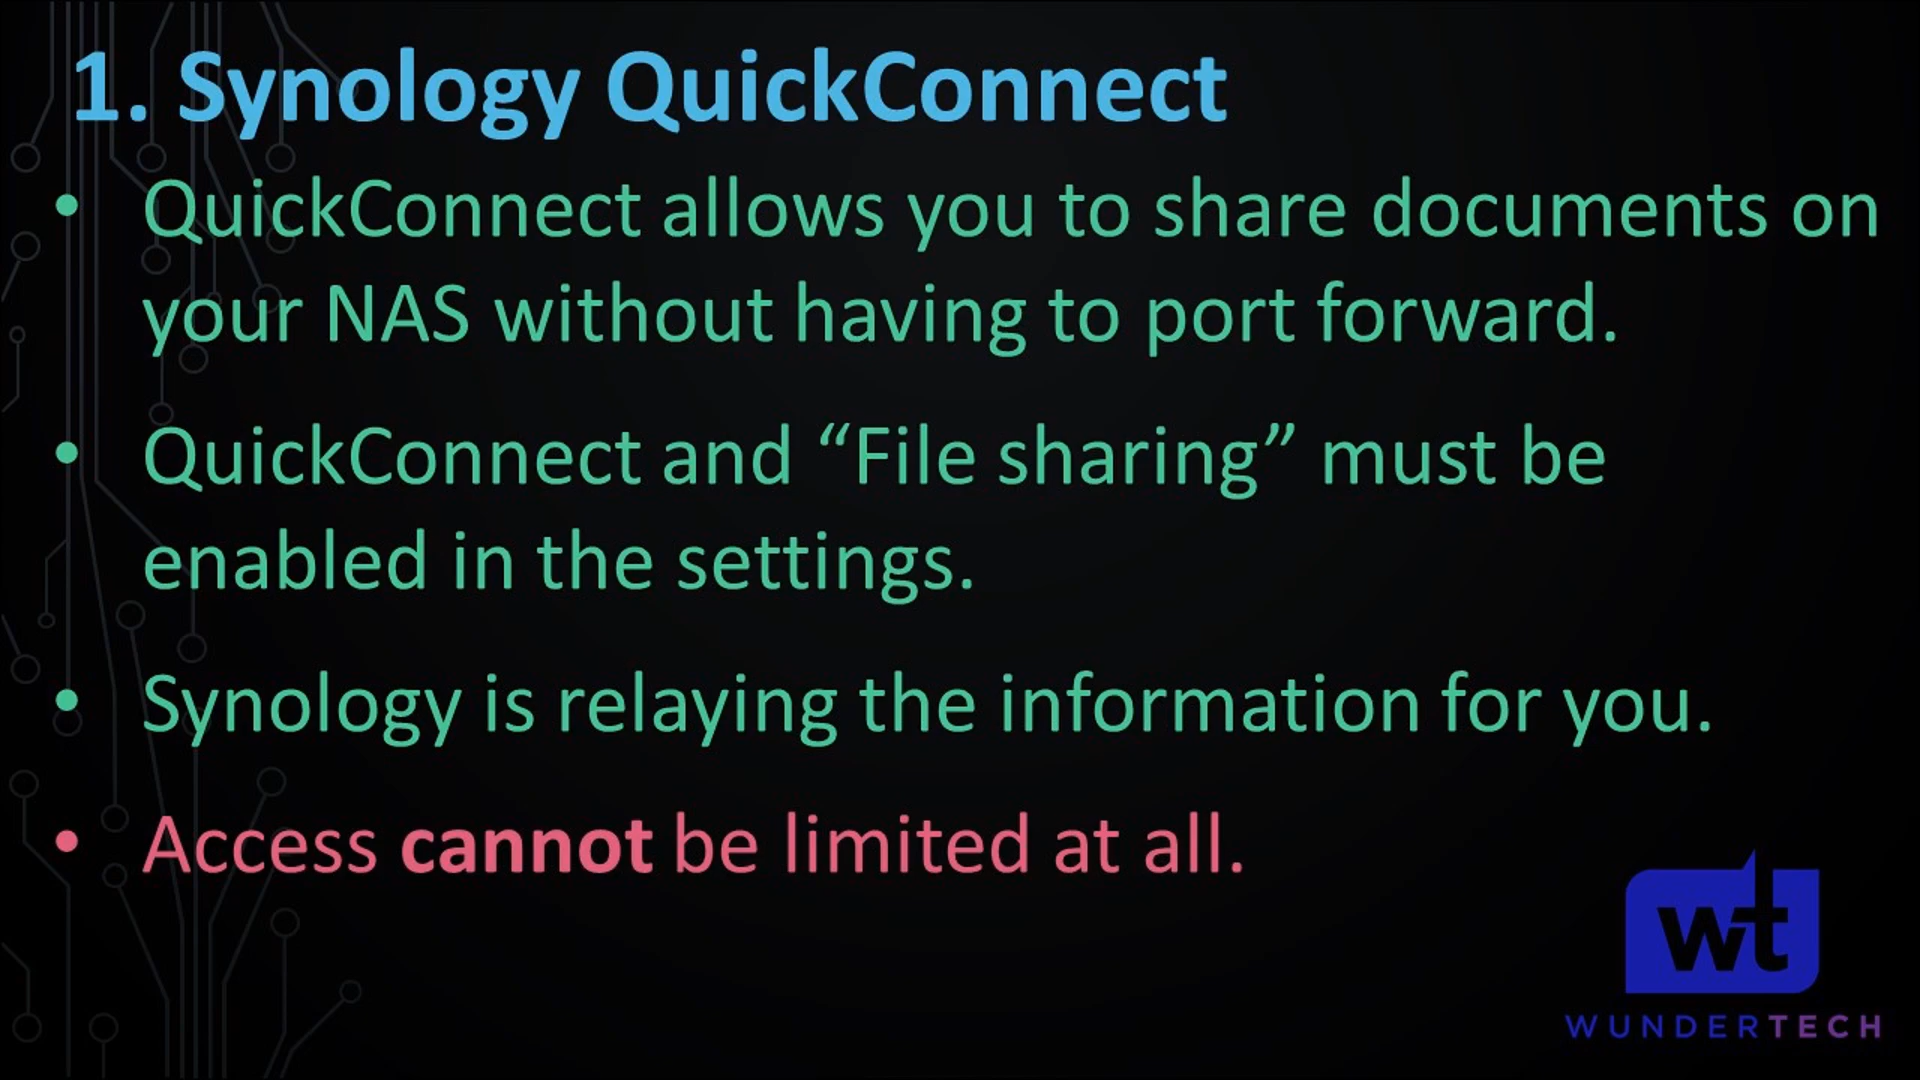 1. Synology QuickConnect
• QuickConnect allows you to share documents on
your NAS without having to port forward.
• QuickConnect and “File sharing” must be
enabled in the settings.
• Synology is relaying the information for you.
• Access cannot be limited at all.
wt
WUNDERTECH